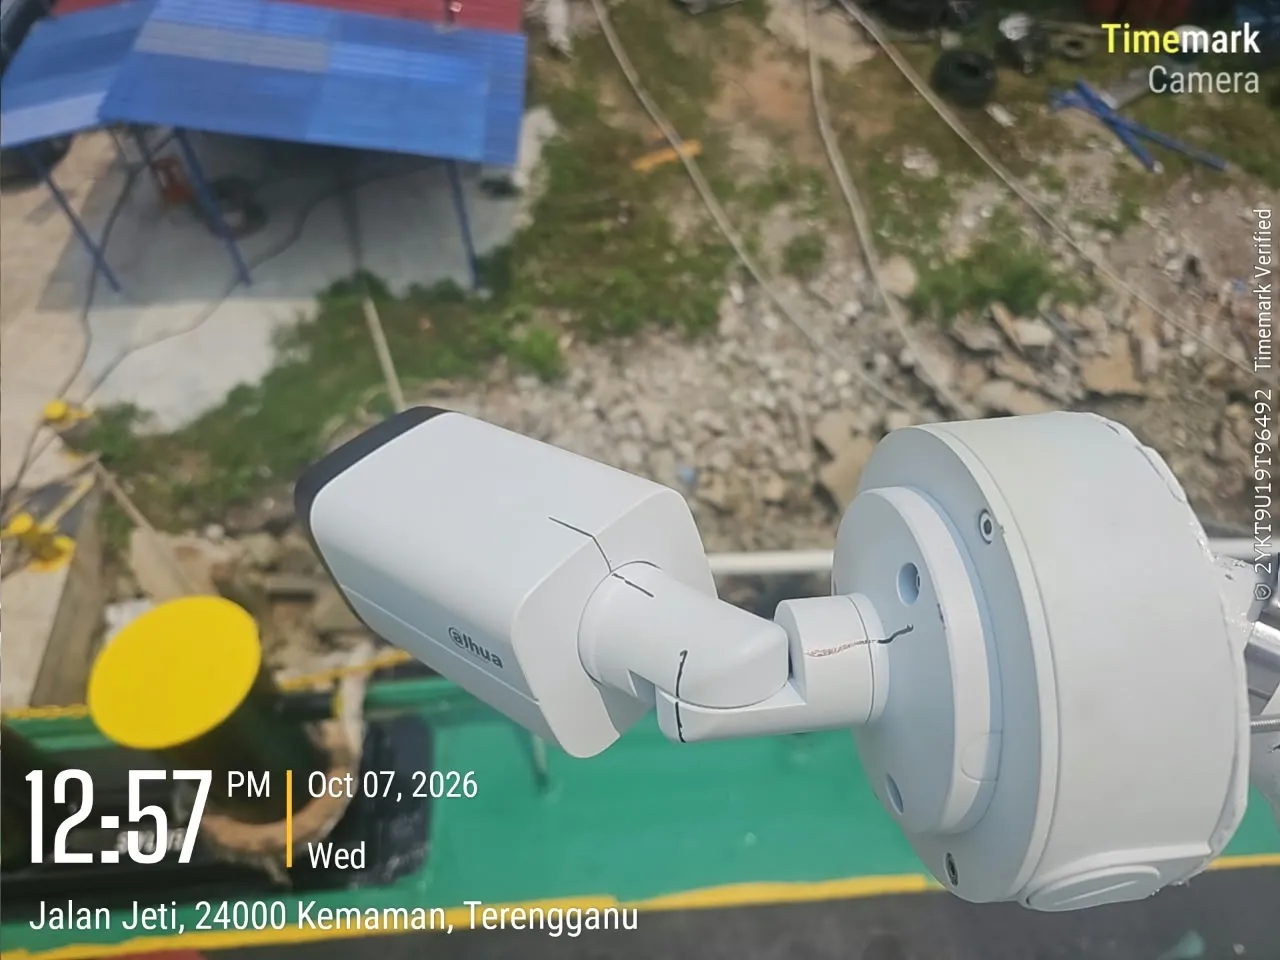 Timemark
Camera
alhua
12:57 PM
Oct 07, 2026
Wed
Jalan Jeti, 24000 Kemaman, Terengganu
2YKT9U19T96492 Timemark Verified